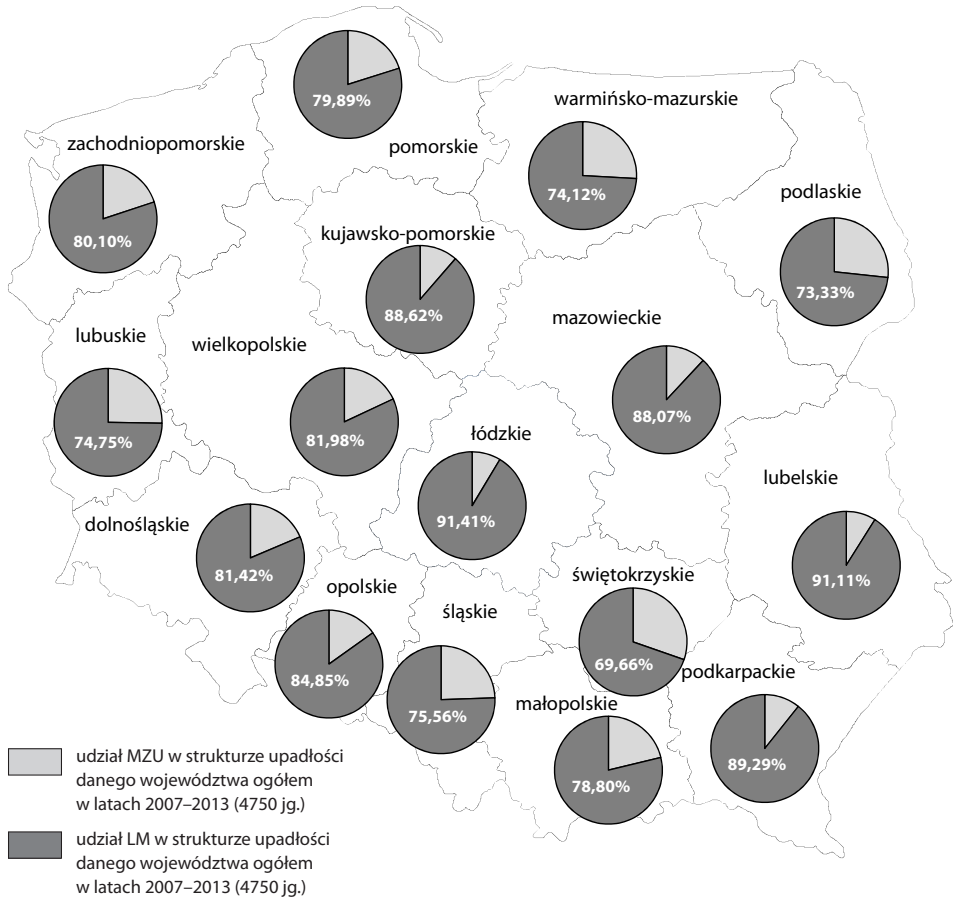 79,89%
pomorskie
warmińsko-mazurskie
74,12%
zachodniopomorskie
80,10%
podlaskie
73,33%
kujawsko-pomorskie
88,62%
mazowieckie
88,07%
lubuskie
74,75%
wielkopolskie
81,98%
łódzkie
91,41%
lubelskie
91,11%
dolnośląskie
81,42%
opolskie
84,85%
śląskie
75,56%
świętokrzyskie
69,66%
małopolskie
78,80%
podkarpackie
89,29%
udział MZU w strukturze upadłości
danego województwa ogółem
w latach 2007–2013 (4750 jg.)
udział LM w strukturze upadłości
danego województwa ogółem
w latach 2007–2013 (4750 jg.)